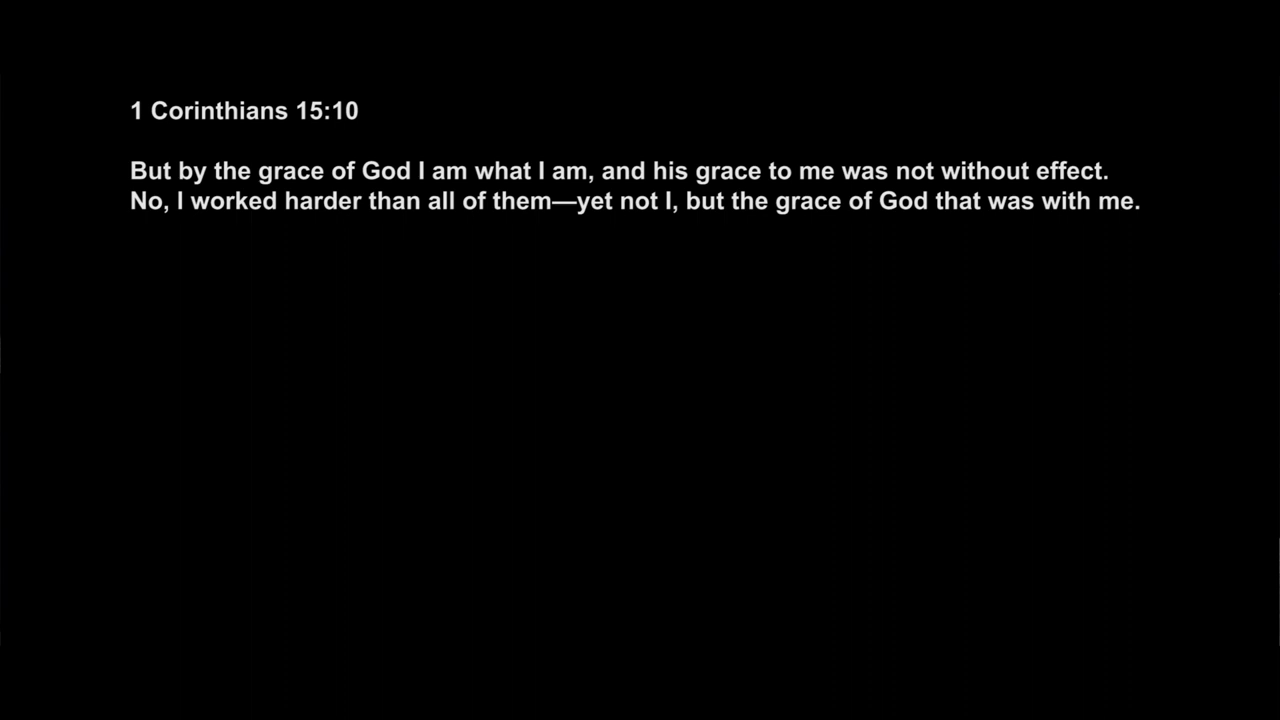 1 Corinthians 15:10
But by the grace of God I am what I am, and his grace to me was not without effect.
No, I worked harder than all of them—yet not I, but the grace of God that was with me.